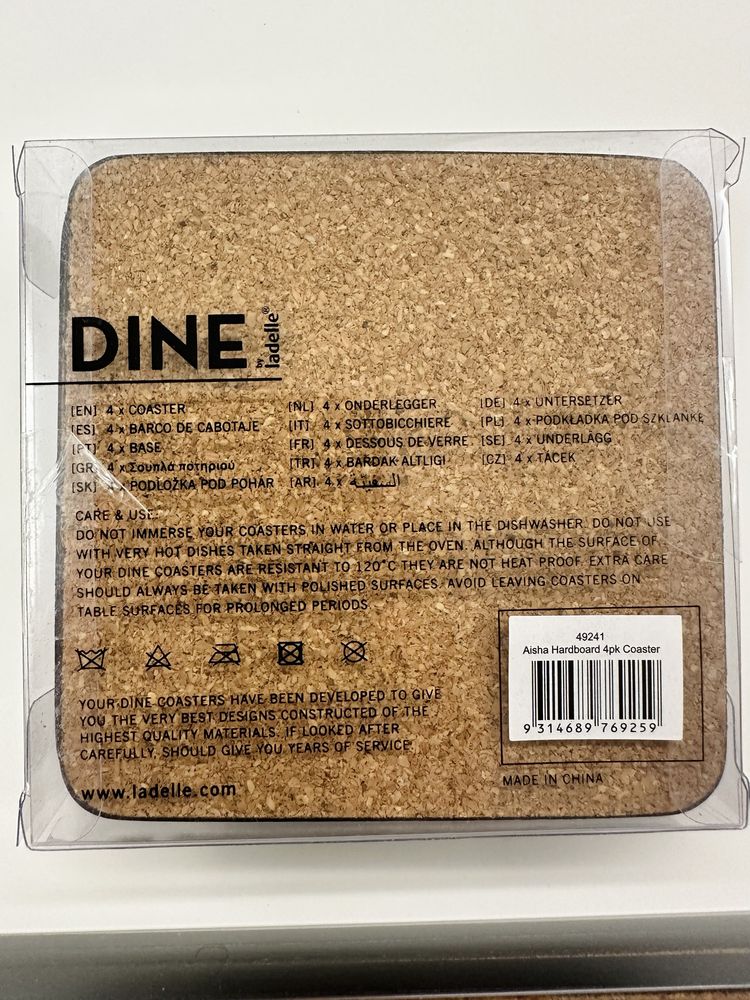 DINE by ladelle®
[EN] 4 x COASTER
[ES] 4 x BARCO DE CABOTAJE
[PT] 4 x BASE
[GR] 4 x Σουπλά ποτηριού
[SK] 4 x PODLOŽKA POD POHÁR
[NL] 4 x ONDERLEGGER
[IT] 4 x SOTTOBICCHIERE
[FR] 4 x DESSOUS DE VERRE
[TR] 4 x BARDAK ALTLIGI
[AR] 4 x السفينة
[DE] 4 x UNTERSETZER
[PL] 4 x PODKŁADKA POD SZKLANKĘ
[SE] 4 x UNDERLÄGG
[CZ] 4 x TÁCEK
CARE & USE:
DO NOT IMMERSE YOUR COASTERS IN WATER OR PLACE IN THE DISHWASHER. DO NOT USE
WITH VERY HOT DISHES TAKEN STRAIGHT FROM THE OVEN. ALTHOUGH THE SURFACE OF
YOUR DINE COASTERS ARE RESISTANT TO 120°C THEY ARE NOT HEAT PROOF. EXTRA CARE
SHOULD ALWAYS BE TAKEN WITH POLISHED SURFACES. AVOID LEAVING COASTERS ON
TABLE SURFACES FOR PROLONGED PERIODS
YOUR DINE COASTERS HAVE BEEN DEVELOPED TO GIVE
YOU THE VERY BEST DESIGNS CONSTRUCTED OF THE
HIGHEST QUALITY MATERIALS. IF LOOKED AFTER
CAREFULLY, SHOULD GIVE YOU YEARS OF SERVICE.
www.ladelle.com
49241
Aisha Hardboard 4pk Coaster
9 314689 769259
MADE IN CHINA